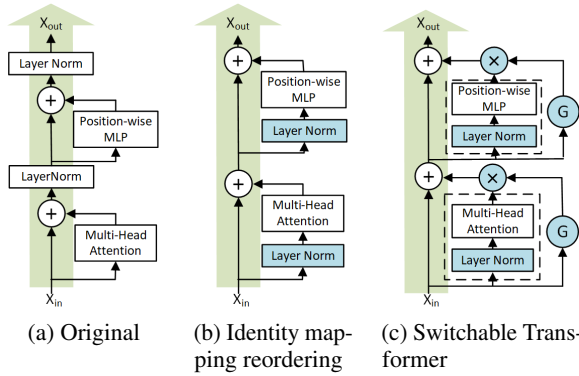 Xout
Layer Norm
+
Position-wise
MLP
LayerNorm
+
Multi-Head
Attention
Xin
(a) Original
Xout
+
Position-wise
MLP
Layer Norm
+
Multi-Head
Attention
Layer Norm
Xin
(b) Identity map-
ping reordering
Xout
+
×
Position-wise
MLP
G
Layer Norm
+
×
Multi-Head
Attention
G
Layer Norm
Xin
(c) Switchable Trans-
former